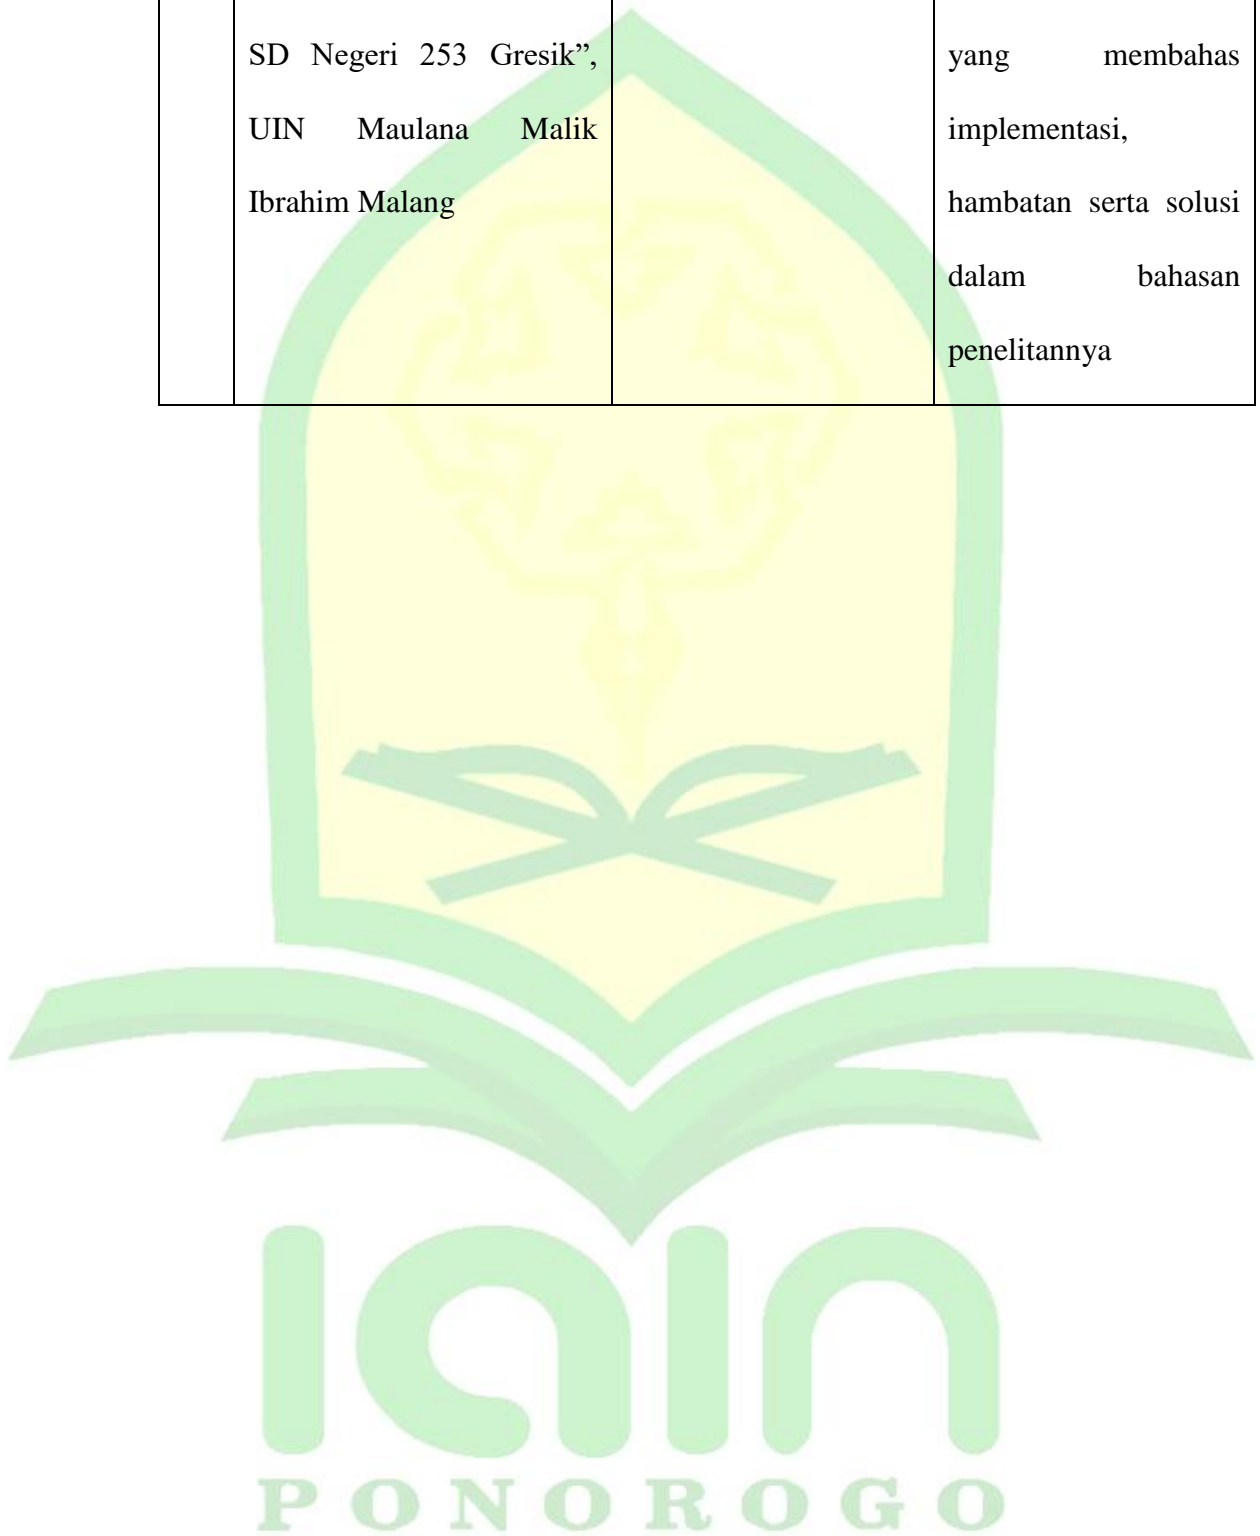 SD Negeri 253 Gresik”,
UIN Maulana Malik
Ibrahim Malang
yang membahas
implementasi,
hambatan serta solusi
dalam bahasan
penelitannya
iain
PONOROGO